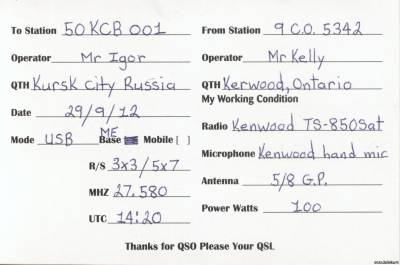 To Station 50KCB 001
Operator Mr Igor
QTH Kursk City Russia
Date 29/9/12
Mode USB Base ME Mobile [ ]
R/S 3x3/5x7
MHZ 27.580
UTC 14:20
From Station 9 C.O. 5342
Operator Mr Kelly
QTH Kerwood, Ontario
My Working Condition
Radio Kenwood TS-850Sat
Microphone Kenwood hand mic
Antenna 5/8 G.P.
Power Watts 100
Thanks for QSO Please Your QSL